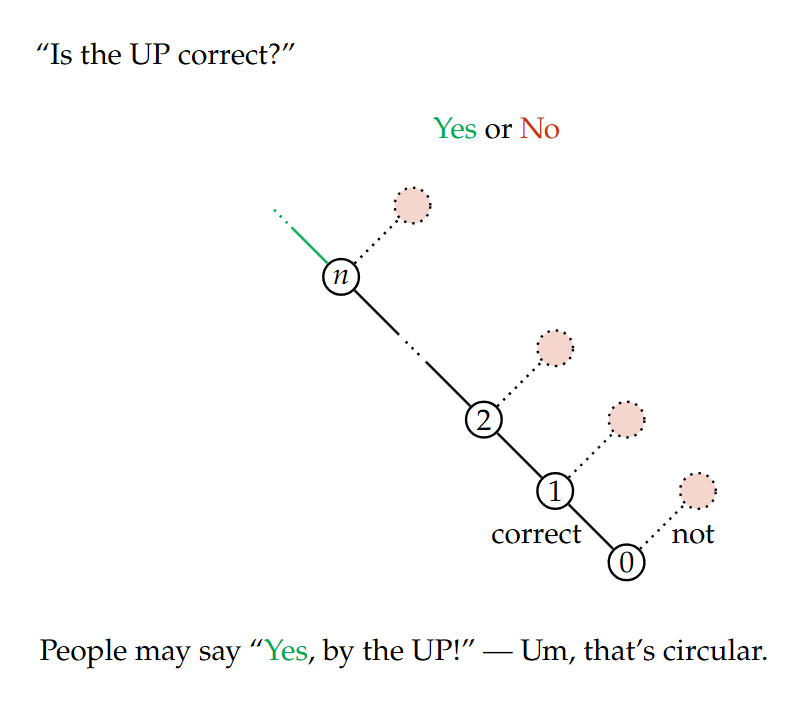 “Is the UP correct?”
Yes or No
n
2
1
correct not
0
People may say “Yes, by the UP!” — Um, that’s circular.